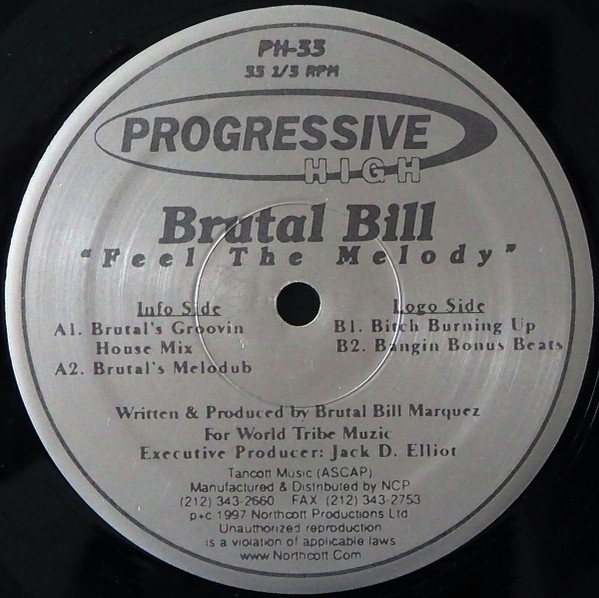 PH-33
33 1/3 RPM
PROGRESSIVE
HIGH
Brutal Bill
"Feel The Melody"
Info Side
A1. Brutal's Groovin
House Mix
A2. Brutal's Melodub
Logo Side
B1. Bitch Burning Up
B2. Bangin Bonus Beats
Written & Produced by Brutal Bill Marquez
For World Tribe Muzic
Executive Producer: Jack D. Elliot
Tancott Music (ASCAP)
Manufactured & Distributed by NCP
(212) 343-2660 FAX (212) 343-2753
p+c 1997 Northcott Productions Ltd
Unauthorized reproduction
is a violation of applicable laws
www.Northcott.Com